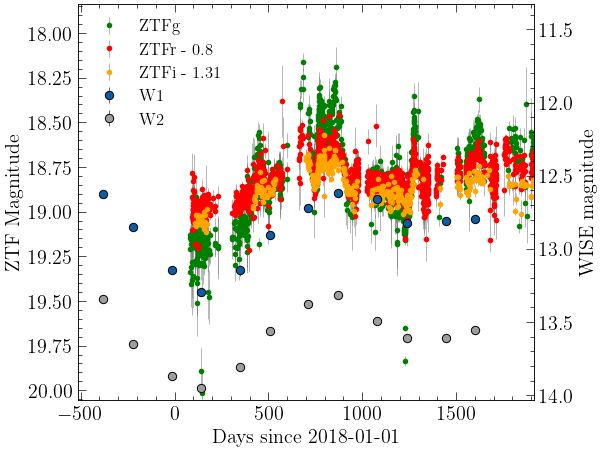 ZTFg
ZTFr - 0.8
ZTFi - 1.31
W1
W2
18.00
18.25
18.50
18.75
19.00
19.25
19.50
19.75
20.00
ZTF Magnitude
11.5
12.0
12.5
13.0
13.5
14.0
WISE magnitude
−500
0
500
1000
1500
Days since 2018-01-01